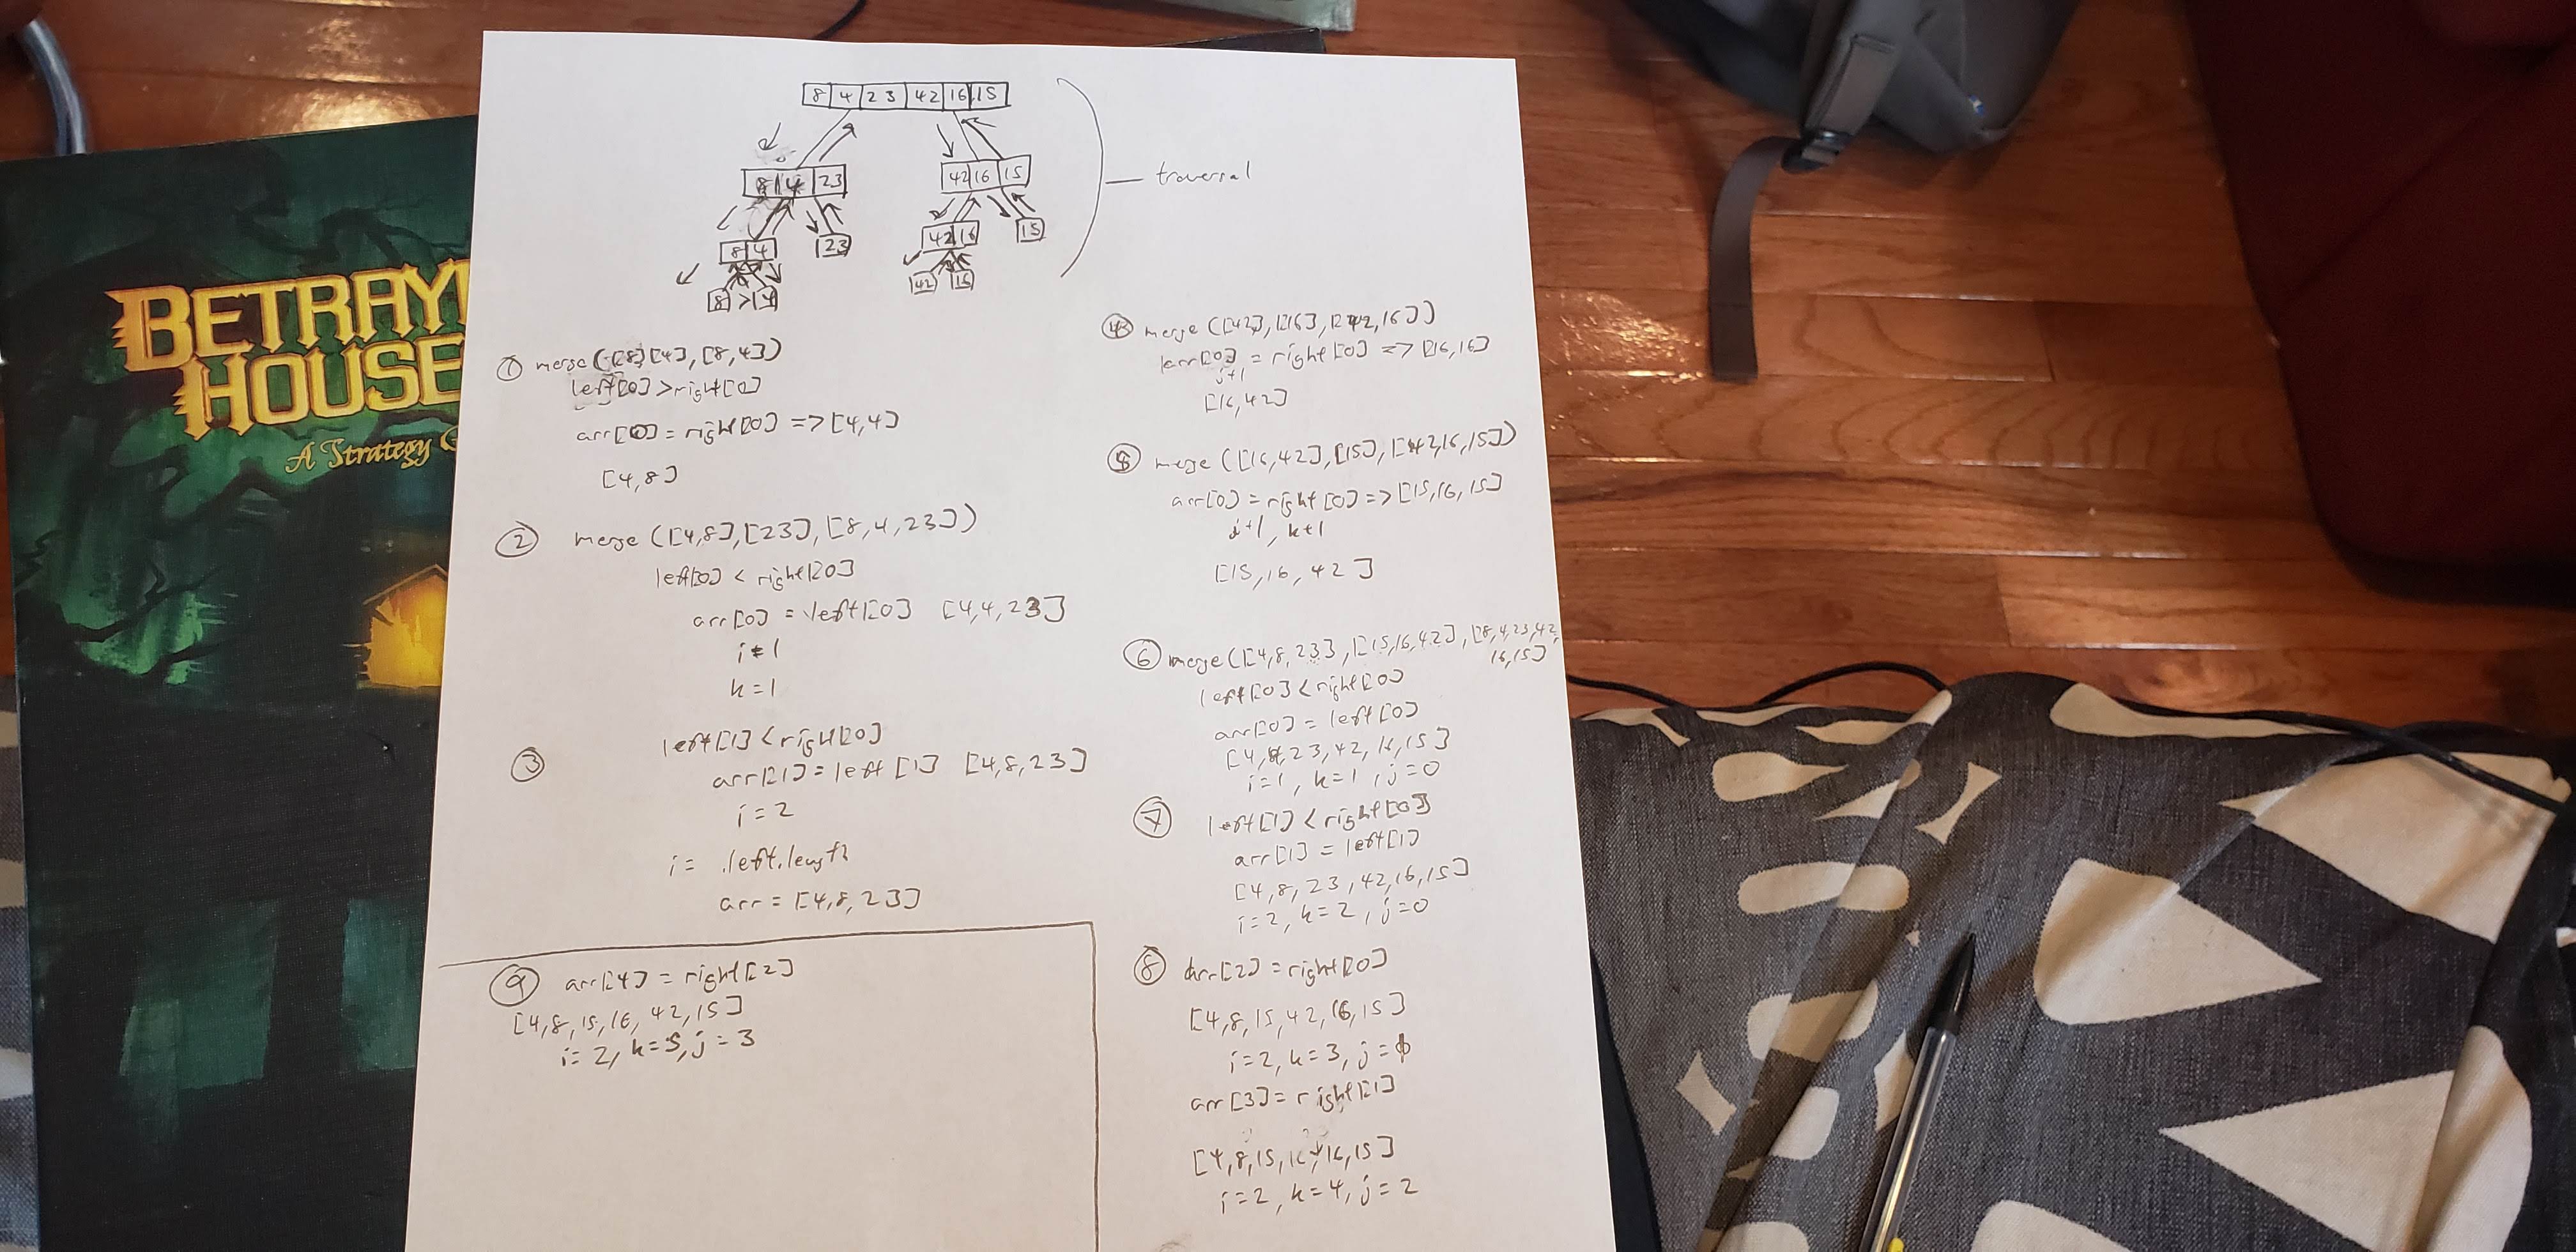 BETRAY
HOUSE
A Strategy G
8 4 23 42 16 15
8 4 23
42 16 15
traversal
8 4
23
42 16
15
8 > 4
42 16
① merge([8][4], [8,4])
left[0] > right[0]
arr[0] = right[0] => [4,4]
[4,8]
② merge([4,8],[23], [8,4,23])
left[0] < right[0]
arr[0] = left[0] [4,4,23]
i=1
k=1
③ left[1] < right[0]
arr[1] = left[1] [4,8,23]
i=2
i = left.length
arr = [4,8,23]
④ merge([42],[16],[42,16])
arr[0] = right[0] => [16,16]
j+1
[16,42]
⑤ merge([16,42],[15],[42,16,15])
arr[0] = right[0] => [15,16,15]
j+1, k+1
[15,16,42]
⑥ merge([4,8,23],[15,16,42],[8,4,23,42,
16,15]
left[0] < right[0]
arr[0] = left[0]
[4,4,23,42,16,15]
i=1, k=1, j=0
⑦ left[1] < right[0]
arr[1] = left[1]
[4,8,23,42,16,15]
i=2, k=2, j=0
⑧ arr[2] = right[0]
[4,8,15,42,16,15]
i=2, k=3, j=1
arr[3] = right[1]
[4,8,15,16,16,15]
i=2, k=4, j=2
⑨ arr[4] = right[2]
[4,8,15,16,42,15]
i=2, k=5, j=3